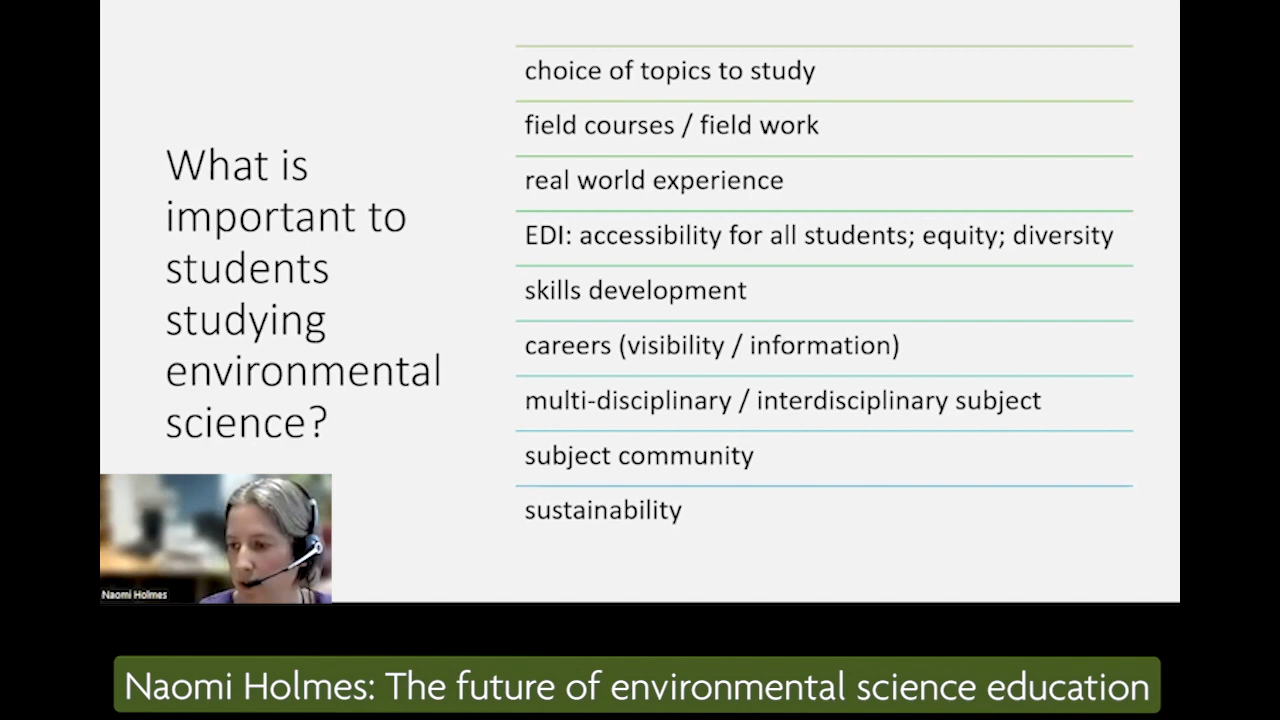 What is
important to
students
studying
environmental
science?
choice of topics to study
field courses / field work
real world experience
EDI: accessibility for all students; equity; diversity
skills development
careers (visibility / information)
multi-disciplinary / interdisciplinary subject
subject community
sustainability
Naomi Holmes
Naomi Holmes: The future of environmental science education